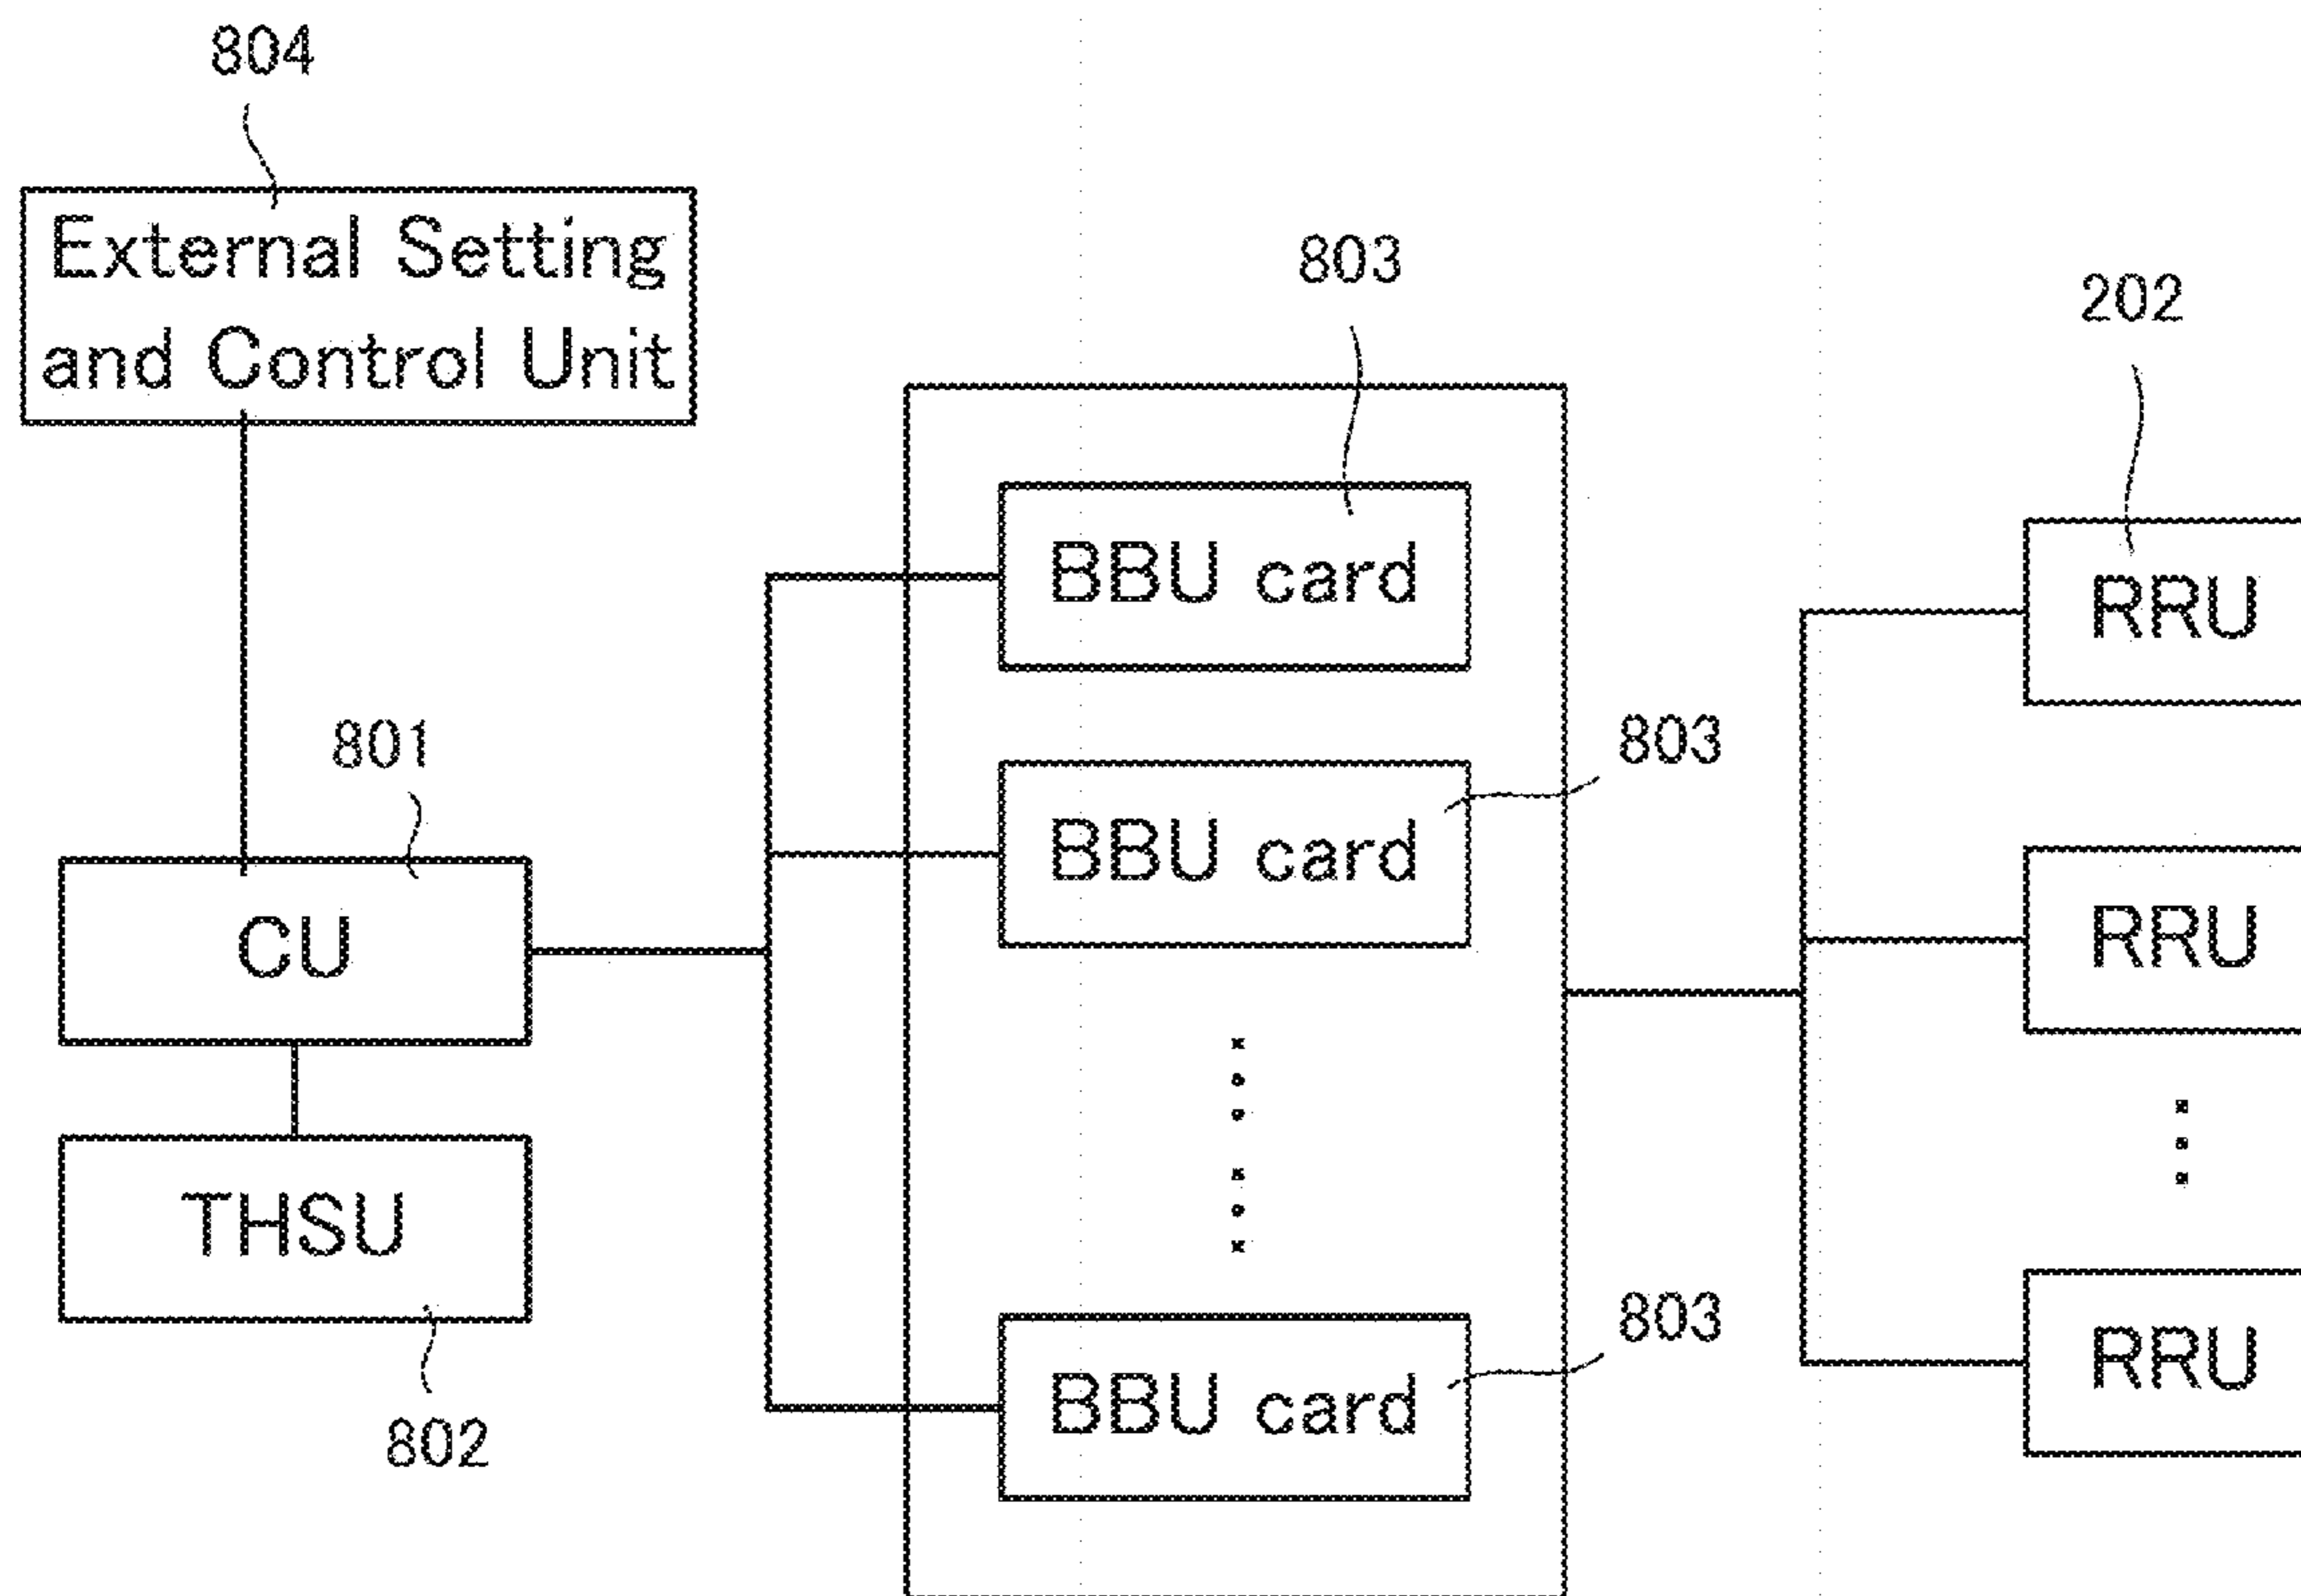 804
External Setting
and Control Unit
803
202
BBU card
RRU
801
803
BBU card
CU
RRU
THSU
802
803
BBU card
RRU